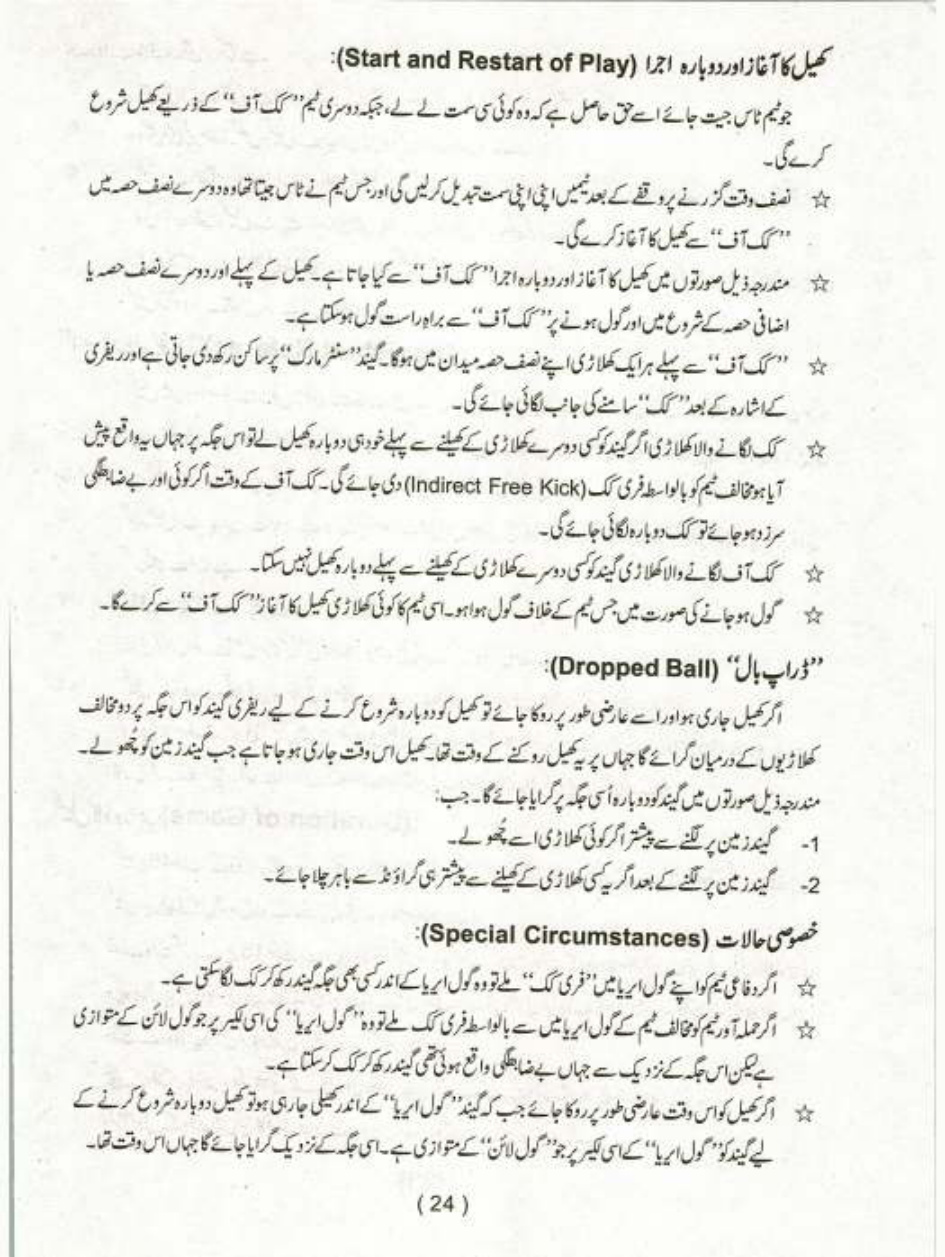 کھیل کا آغاز اور دوبارہ اجرا (Start and Restart of Play):
جو ٹیم ٹاس جیت جائے اسے حق حاصل ہے کہ وہ کوئی سی سمت لے لے، جبکہ دوسری ٹیم ”کک آف“ کے ذریعے کھیل شروع
کرے گی۔
☆ نصف وقت گزرنے پر وقفے کے بعد ٹیمیں اپنی اپنی سمت تبدیل کر لیں گی اور جس ٹیم نے ٹاس جیتا تھا وہ دوسرے نصف حصہ میں
”کک آف“ سے کھیل کا آغاز کرے گی۔
☆ مندرجہ ذیل صورتوں میں کھیل کا آغاز اور دوبارہ اجرا ”کک آف“ سے کیا جاتا ہے۔ کھیل کے پہلے اور دوسرے نصف حصہ یا
اضافی حصہ کے شروع میں اور گول ہونے پر ”کک آف“ سے براہِ راست گول ہوسکتا ہے۔
☆ ”کک آف“ سے پہلے ہر ایک کھلاڑی اپنے نصف حصہ میدان میں ہوگا۔ گیند ”سنٹر مارک“ پر ساکن رکھ دی جاتی ہے اور ریفری
کے اشارہ کے بعد ”کک“ سامنے کی جانب لگائی جائے گی۔
☆ کک لگانے والا کھلاڑی اگر گیند کو کسی دوسرے کھلاڑی کے کھیلنے سے پہلے خود ہی دوبارہ کھیل لے تو اس جگہ پر جہاں یہ واقع پیش
آیا ہو مخالف ٹیم کو بالواسطہ فری کک (Indirect Free Kick) دی جائے گی۔ کک آف کے وقت اگر کوئی اور بے ضابطگی
سرزد ہو جائے تو کک دوبارہ لگائی جائے گی۔
☆ کک آف لگانے والا کھلاڑی گیند کو کسی دوسرے کھلاڑی کے کھیلنے سے پہلے دوبارہ کھیل نہیں سکتا۔
☆ گول ہو جانے کی صورت میں جس ٹیم کے خلاف گول ہوا ہو۔ اسی ٹیم کا کوئی کھلاڑی کھیل کا آغاز ”کک آف“ سے کرے گا۔
”ڈراپ بال“ (Dropped Ball):
اگر کھیل جاری ہو اور اسے عارضی طور پر روکا جائے تو کھیل کو دوبارہ شروع کرنے کے لیے ریفری گیند کو اس جگہ پر دو مخالف
کھلاڑیوں کے درمیان گرائے گا جہاں پر یہ کھیل روکنے کے وقت تھا۔ کھیل اس وقت جاری ہو جاتا ہے جب گیند زمین کو چُھو لے۔
مندرجہ ذیل صورتوں میں گیند کو دوبارہ اُسی جگہ پر گرایا جائے گا۔ جب:
1- گیند زمین پر لگنے سے پیشتر اگر کوئی کھلاڑی اسے چُھو لے۔
2- گیند زمین پر لگنے کے بعد اگر یہ کسی کھلاڑی کے کھیلنے سے پیشتر ہی گراؤنڈ سے باہر چلا جائے۔
خصوصی حالات (Special Circumstances):
☆ اگر دفاعی ٹیم کو اپنے گول ایریا میں ”فری کک“ ملے تو وہ گول ایریا کے اندر کسی بھی جگہ گیند رکھ کر کک لگا سکتی ہے۔
☆ اگر حملہ آور ٹیم کو مخالف ٹیم کے گول ایریا میں سے بالواسطہ فری کک ملے تو وہ ”گول ایریا“ کی اسی لکیر پر جو گول لائن کے متوازی
ہے لیکن اس جگہ کے نزدیک سے جہاں بے ضابطگی واقع ہوئی تھی گیند رکھ کر کک کر سکتا ہے۔
☆ اگر کھیل کو اس وقت عارضی طور پر روکا جائے جب کہ گیند ”گول ایریا“ کے اندر کھیلی جا رہی ہو تو کھیل دوبارہ شروع کرنے کے
لیے گیند کو ”گول ایریا“ کے اسی لکیر پر جو ”گول لائن“ کے متوازی ہے۔ اسی جگہ کے نزدیک گرایا جائے گا جہاں اس وقت تھا۔
(24)